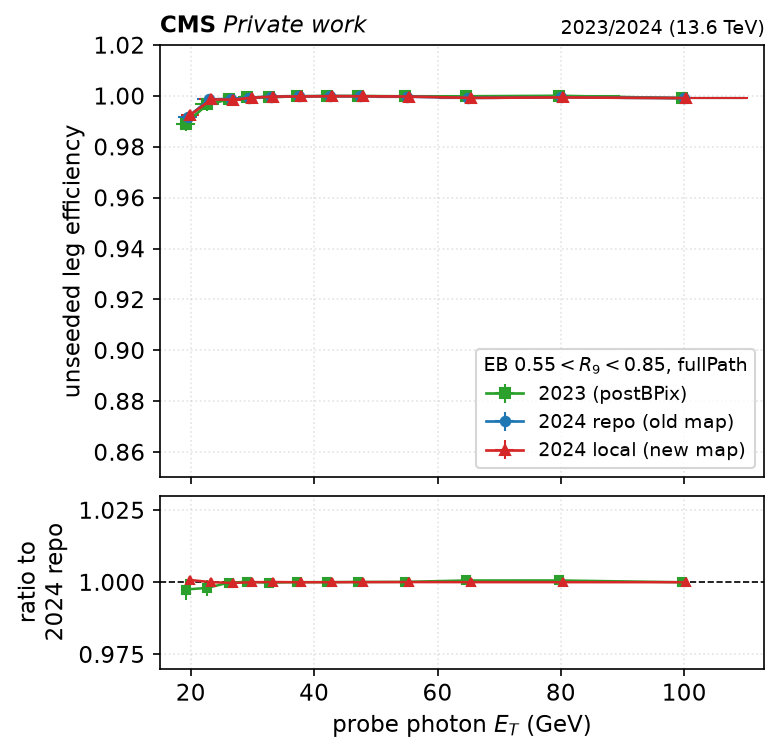 CMS Private work
2023/2024 (13.6 TeV)
1.02
1.00
0.98
0.96
0.94
0.92
0.90
0.88
0.86
unseeded leg efficiency
EB 0.55 < R₉ < 0.85, fullPath
2023 (postBPix)
2024 repo (old map)
2024 local (new map)
1.025
1.000
0.975
ratio to
2024 repo
20 40 60 80 100
probe photon E_T (GeV)